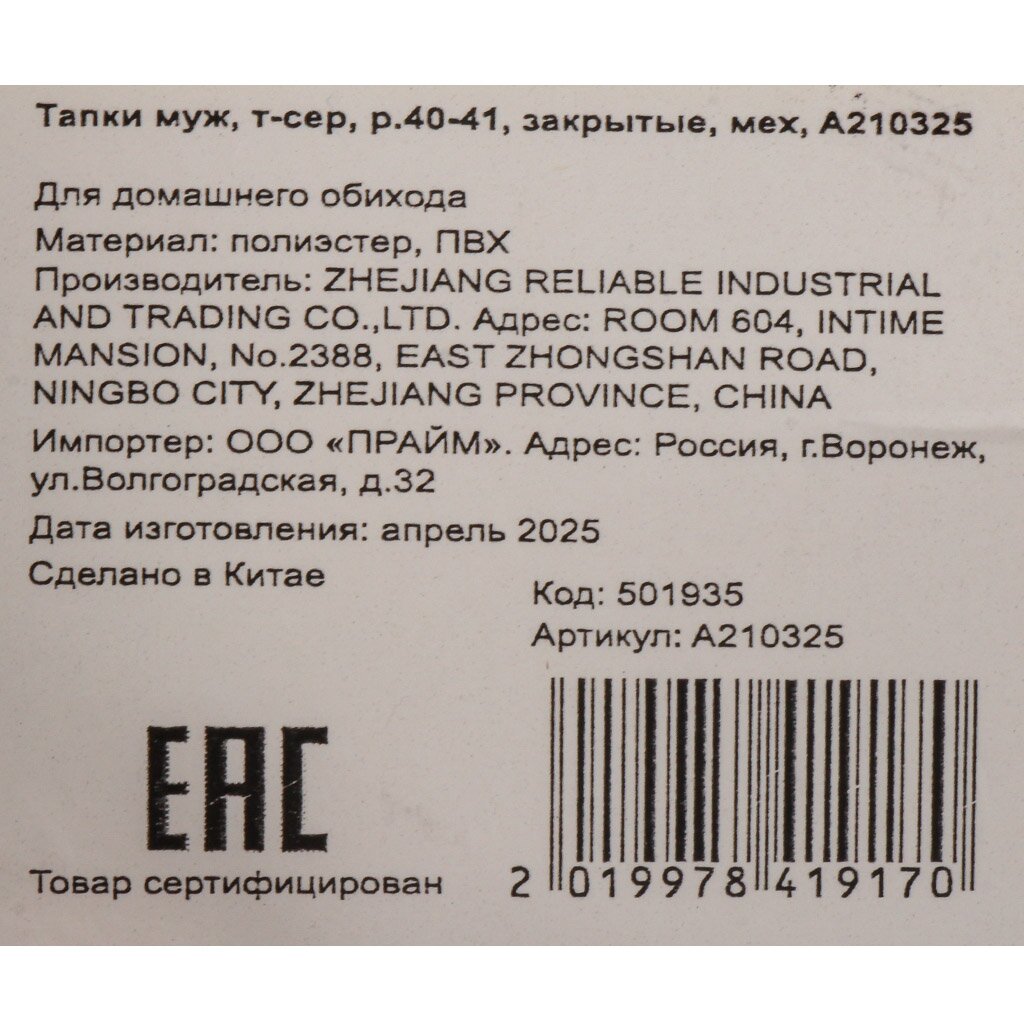 Тапки муж, т-сер, р.40-41, закрытые, мех, А210325
Для домашнего обихода
Материал: полиэстер, ПВХ
Производитель: ZHEJIANG RELIABLE INDUSTRIAL
AND TRADING CO.,LTD. Адрес: ROOM 604, INTIME
MANSION, No.2388, EAST ZHONGSHAN ROAD,
NINGBO CITY, ZHEJIANG PROVINCE, CHINA
Импортер: ООО «ПРАЙМ». Адрес: Россия, г.Воронеж,
ул.Волгоградская, д.32
Дата изготовления: апрель 2025
Сделано в Китае
Код: 501935
Артикул: А210325
EAC
Товар сертифицирован
2 019978 419170